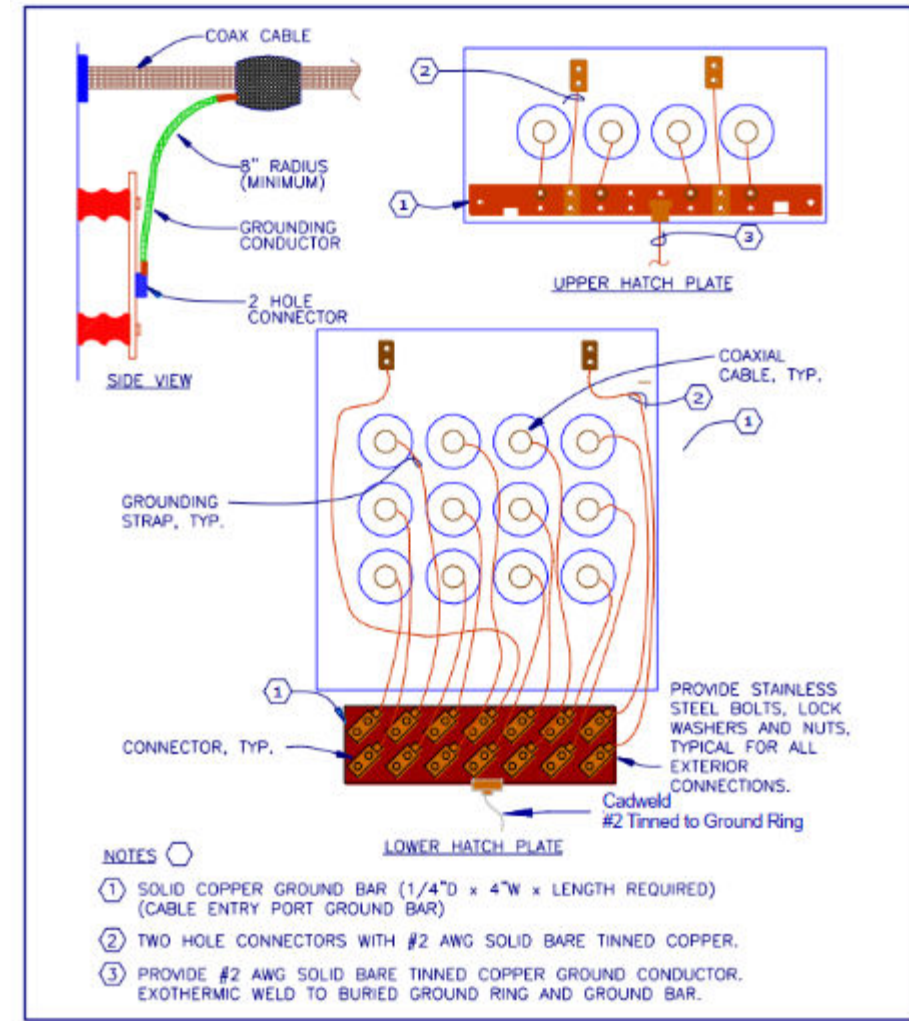 COAX CABLE
8" RADIUS
(MINIMUM)
GROUNDING
CONDUCTOR
2 HOLE
CONNECTOR
SIDE VIEW
2
1
3
UPPER HATCH PLATE
COAXIAL
CABLE, TYP.
2
1
GROUNDING
STRAP, TYP.
1
CONNECTOR, TYP.
PROVIDE STAINLESS
STEEL BOLTS, LOCK
WASHERS AND NUTS,
TYPICAL FOR ALL
EXTERIOR
CONNECTIONS.
Cadweld
#2 Tinned to Ground Ring
LOWER HATCH PLATE
NOTES
1 SOLID COPPER GROUND BAR (1/4"D x 4"W x LENGTH REQUIRED)
(CABLE ENTRY PORT GROUND BAR)
2 TWO HOLE CONNECTORS WITH #2 AWG SOLID BARE TINNED COPPER.
3 PROVIDE #2 AWG SOLID BARE TINNED COPPER GROUND CONDUCTOR.
EXOTHERMIC WELD TO BURIED GROUND RING AND GROUND BAR.